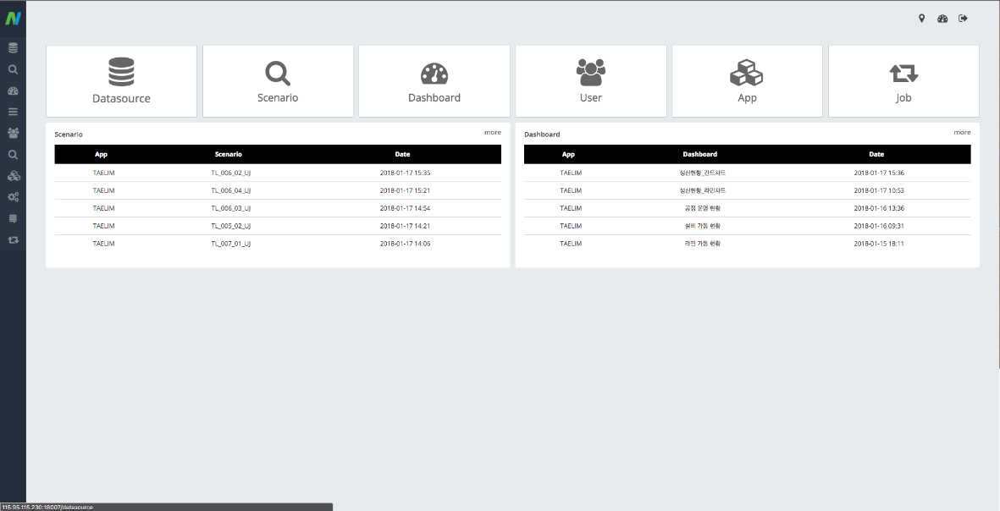 Datasource
Scenario
Dashboard
User
App
Job
Scenario more
App Scenario Date
TAELIM TL_006_02_UJ 2018-01-17 15:35
TAELIM TL_006_04_UJ 2018-01-17 15:21
TAELIM TL_006_03_UJ 2018-01-17 14:54
TAELIM TL_005_02_UJ 2018-01-17 14:21
TAELIM TL_007_01_UJ 2018-01-17 14:06
Dashboard more
App Dashboard Date
TAELIM 생산현황_간트차트 2018-01-17 15:36
TAELIM 생산현황_라인차트 2018-01-17 10:53
TAELIM 공정 운영 현황 2018-01-16 13:36
TAELIM 설비 가동 현황 2018-01-16 09:31
TAELIM 라인 가동 현황 2018-01-15 18:11
115.95.115.230:18007/datasource